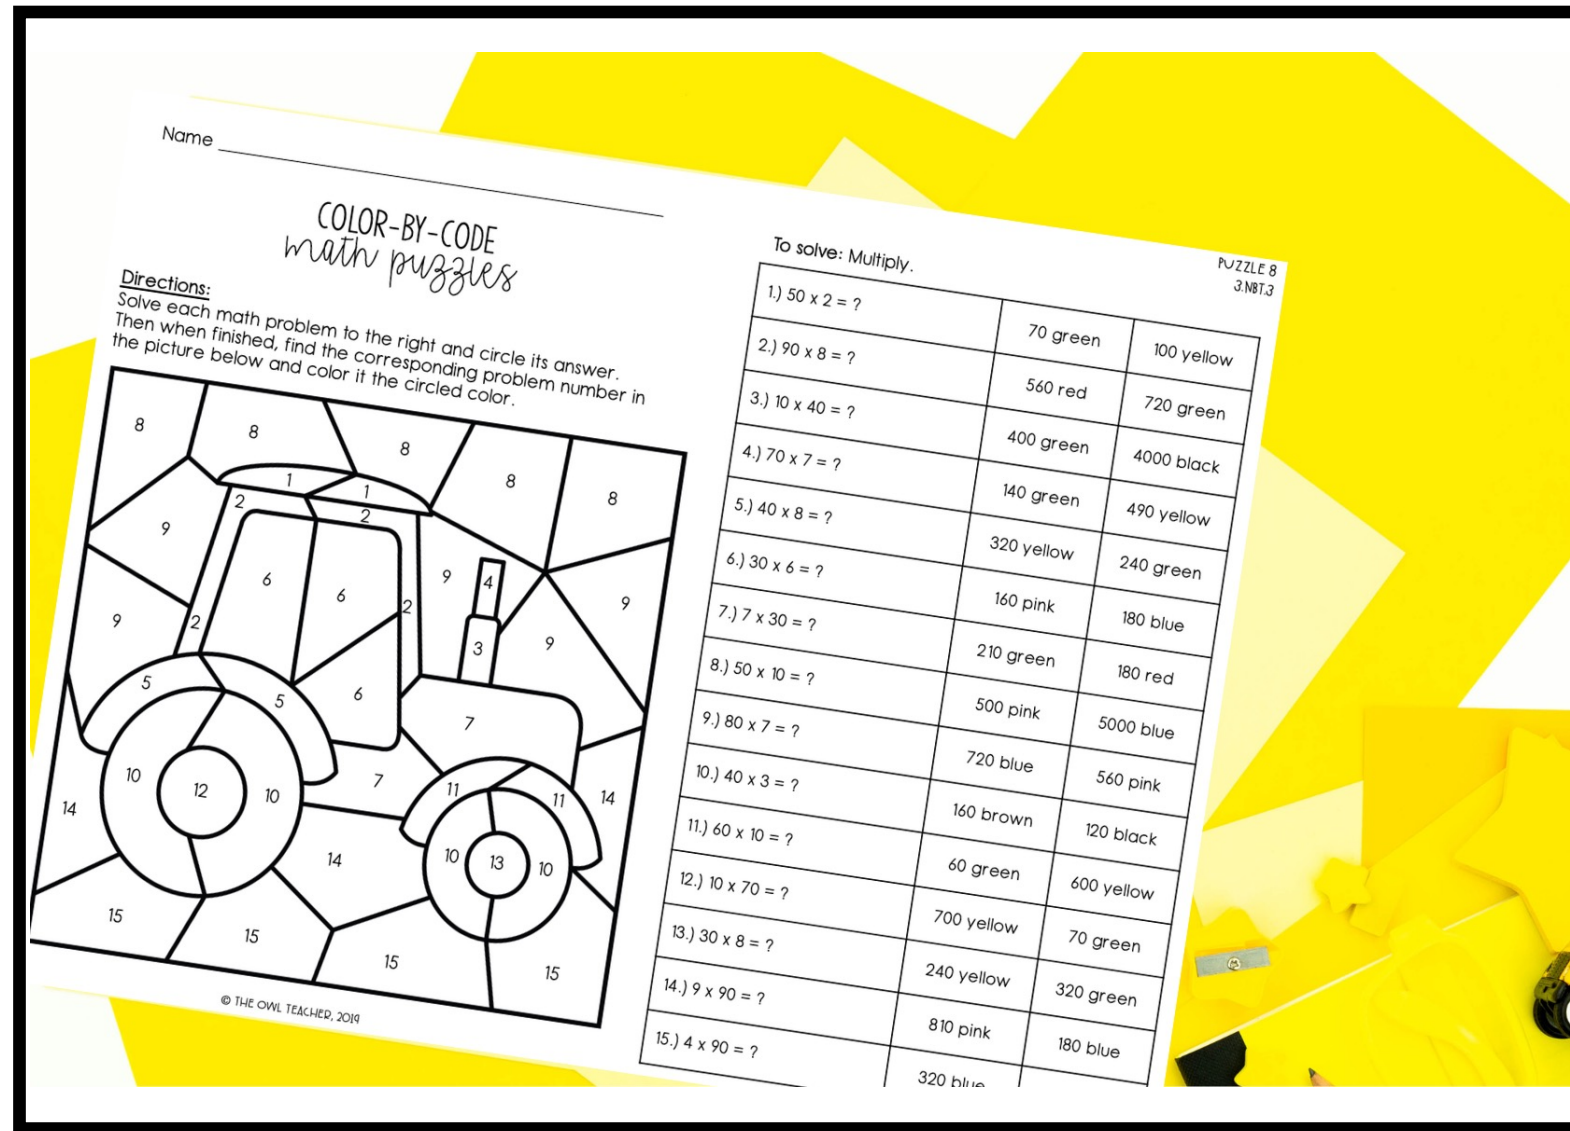 Name
COLOR-BY-CODE
math puzzles
Directions:
Solve each math problem to the right and circle its answer.
Then when finished, find the corresponding problem number in
the picture below and color it the circled color.
8 8 8 8 8
1 1
2 2
9 6 6 2 9 4 9
9 2 3 9
5 5 6 7
10 12 10 7 11 11 14
14 14 10 13 10
15 15 15 15
© THE OWL TEACHER, 2019
PUZZLE 8
3.NBT.3
To solve: Multiply.
1.) 50 x 2 = ? 70 green 100 yellow
2.) 90 x 8 = ? 560 red 720 green
3.) 10 x 40 = ? 400 green 4000 black
4.) 70 x 7 = ? 140 green 490 yellow
5.) 40 x 8 = ? 320 yellow 240 green
6.) 30 x 6 = ? 160 pink 180 blue
7.) 7 x 30 = ? 210 green 180 red
8.) 50 x 10 = ? 500 pink 5000 blue
9.) 80 x 7 = ? 720 blue 560 pink
10.) 40 x 3 = ? 160 brown 120 black
11.) 60 x 10 = ? 60 green 600 yellow
12.) 10 x 70 = ? 700 yellow 70 green
13.) 30 x 8 = ? 240 yellow 320 green
14.) 9 x 90 = ? 810 pink 180 blue
15.) 4 x 90 = ? 320 blue